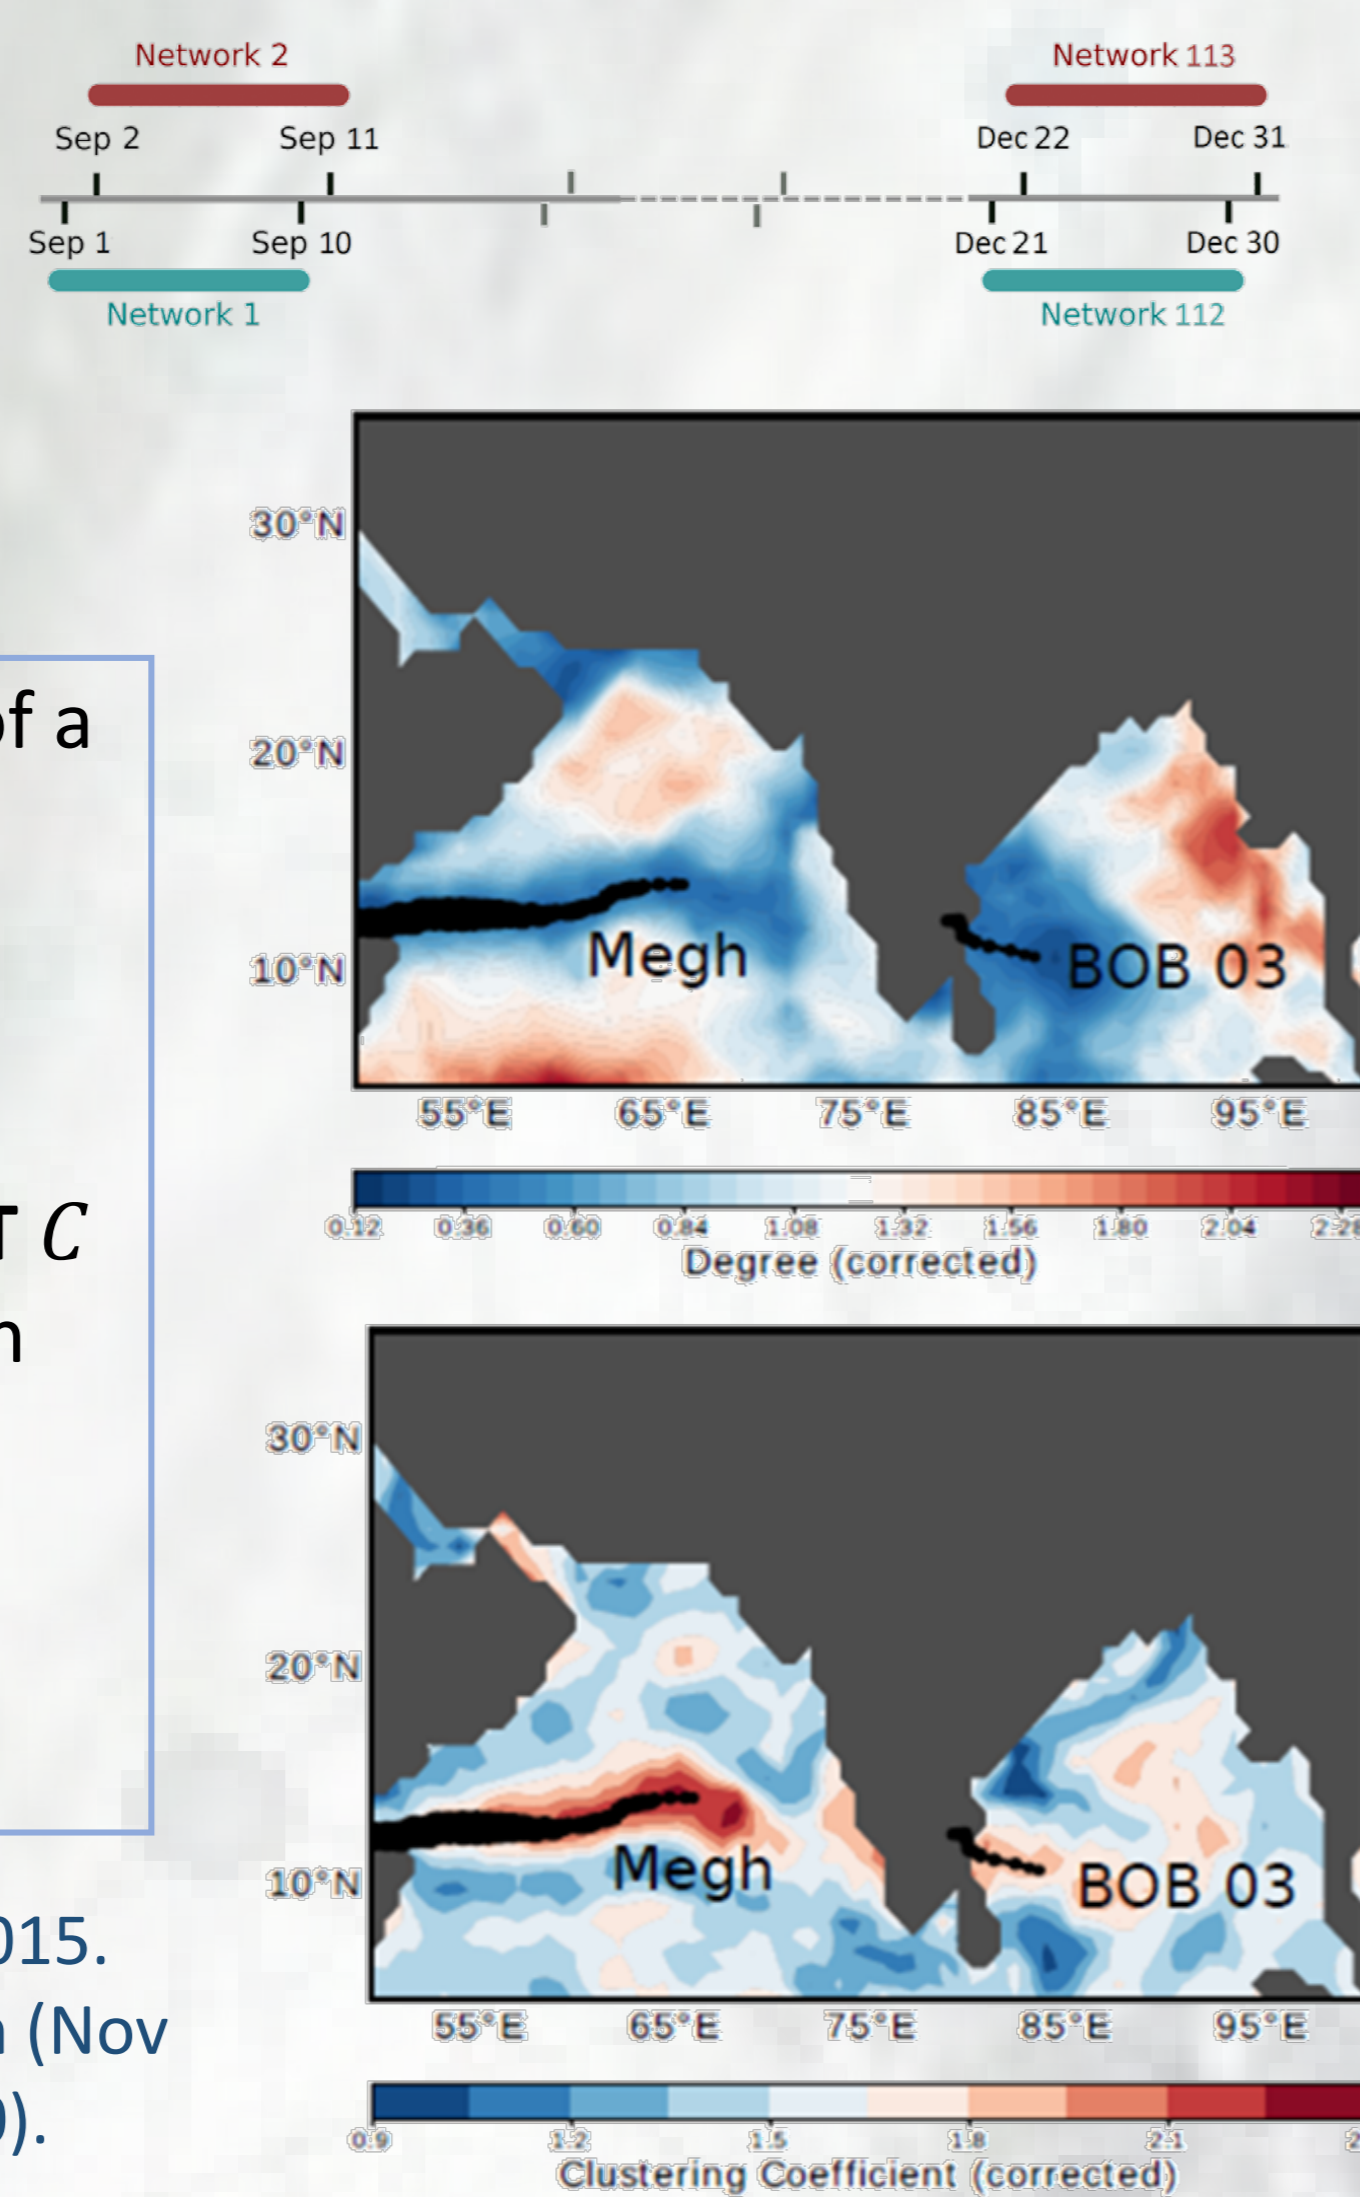 Network 2 Network 113
Sep 2 Sep 11 Dec 22 Dec 31
Sep 1 Sep 10 Dec 21 Dec 30
Network 1 Network 112
30°N
20°N
10°N
Megh BOB 03
55°E 65°E 75°E 85°E 95°E
0.12 0.36 0.60 0.84 1.08 1.32 1.56 1.80 2.04 2.28
Degree (corrected)
of a
C
30°N
20°N
10°N
Megh BOB 03
55°E 65°E 75°E 85°E 95°E
0.9 1.2 1.5 1.8 2.1
Clustering Coefficient (corrected)
015.
(Nov
0).